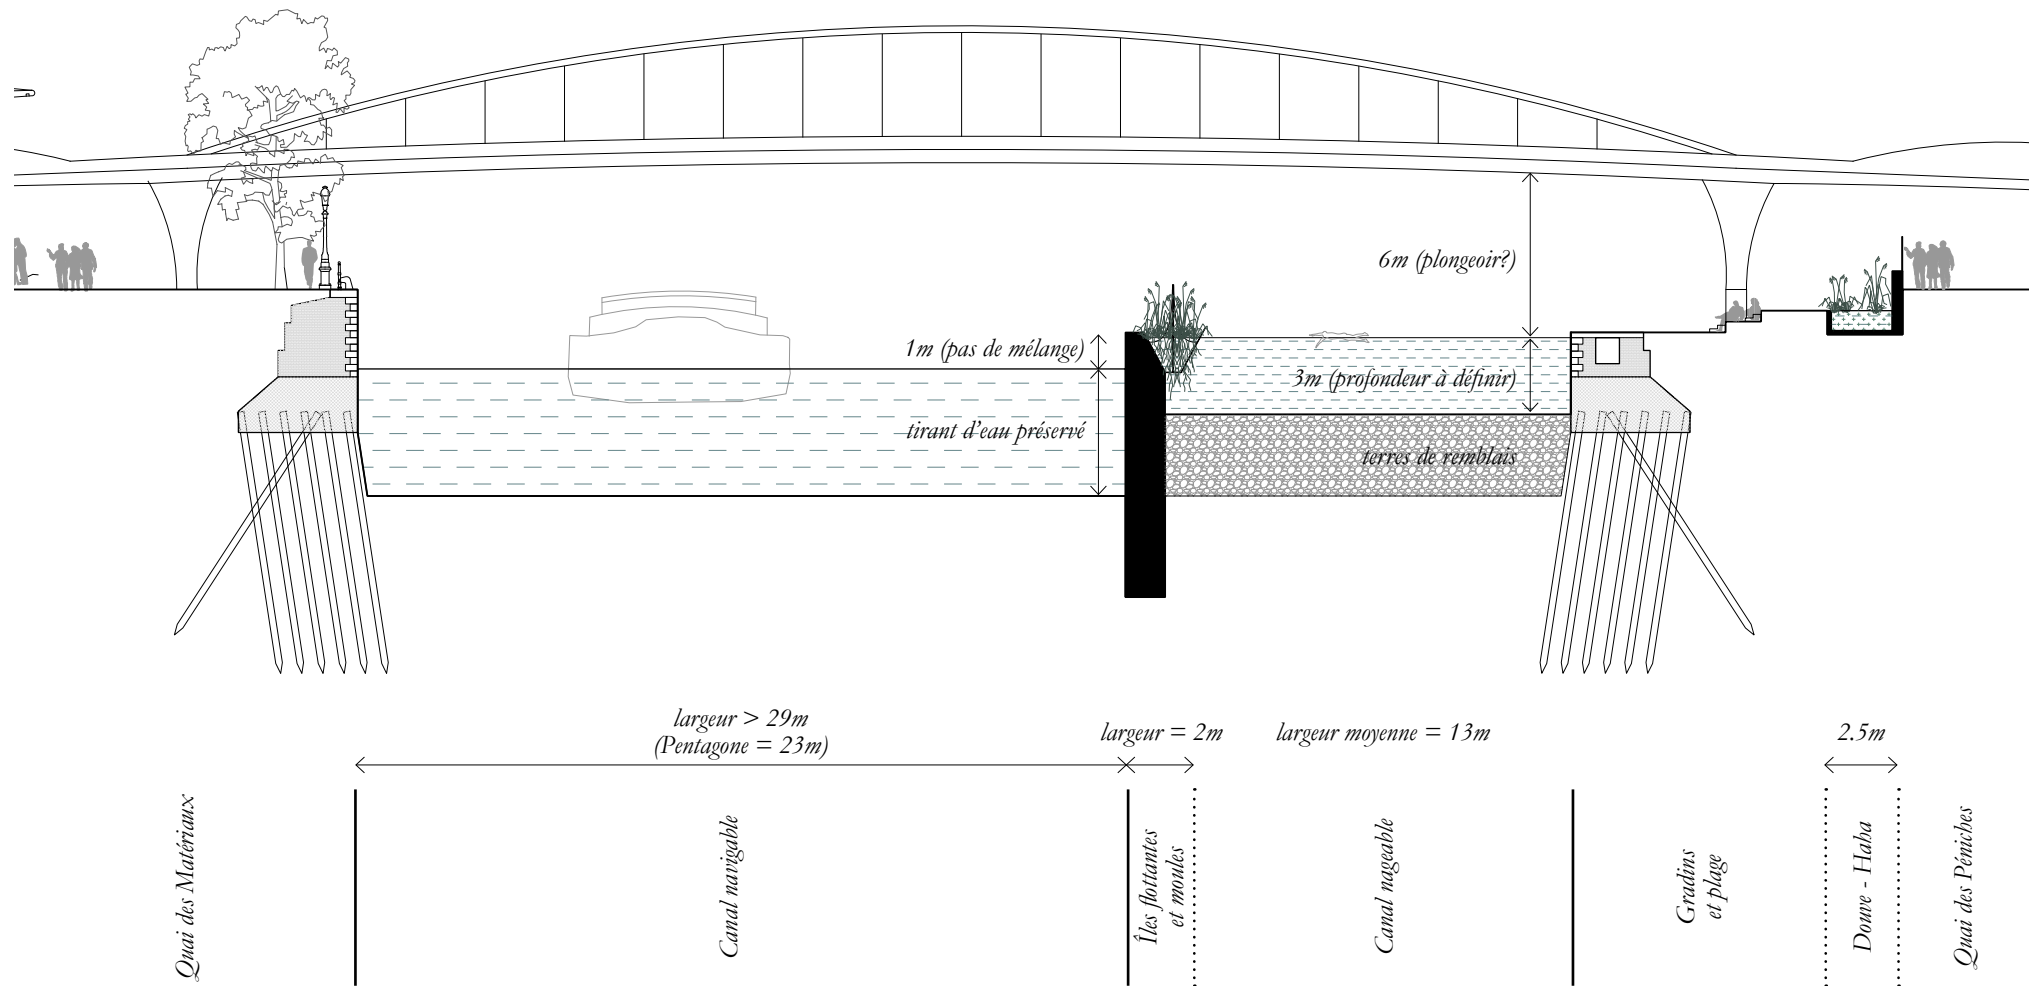 6m (plongeoir?)
1m (pas de mélange)
3m (profondeur à définir)
tirant d'eau préservé
terres de remblais
largeur > 29m
(Pentagone = 23m)
largeur = 2m
largeur moyenne = 13m
2.5m
Quai des Matériaux
Canal navigable
Îles flottantes
et moules
Canal nageable
Gradins
et plage
Douve - Haha
Quai des Péniches